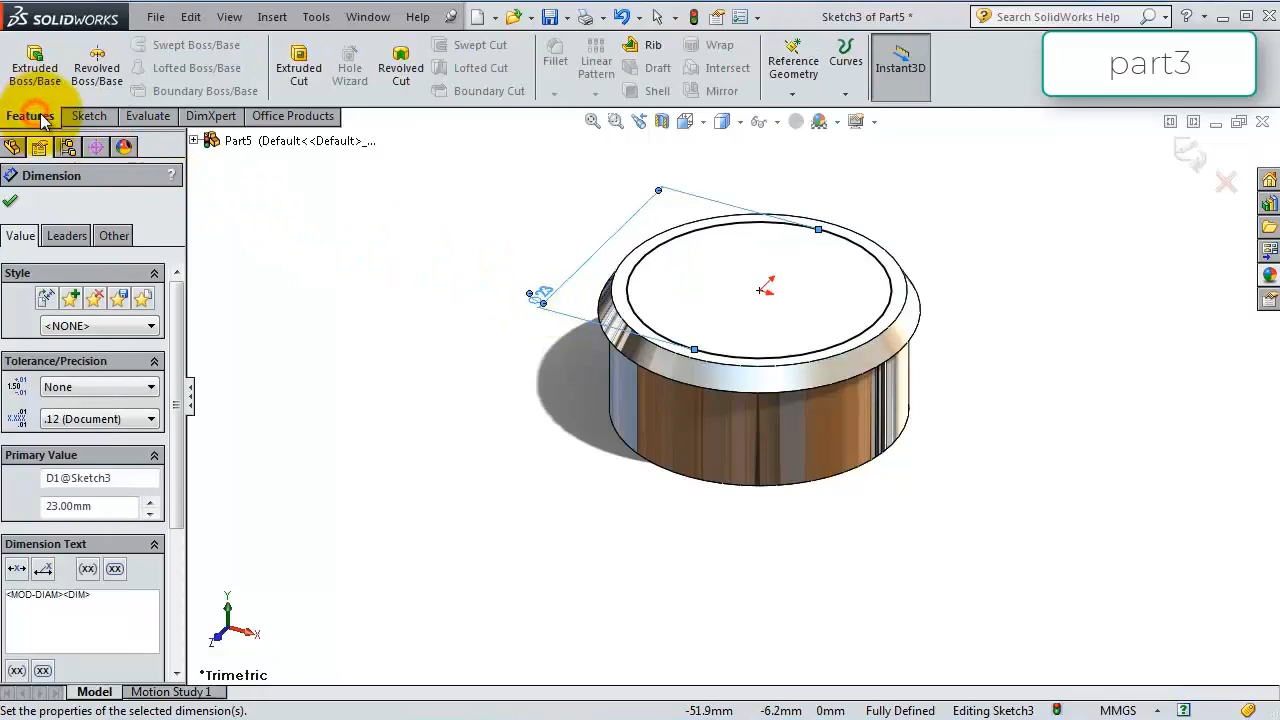 SOLIDWORKS File Edit View Insert Tools Window Help Sketch3 of Part5 * Search SolidWorks Help
part3
Extruded Boss/Base
Revolved Boss/Base
Swept Boss/Base
Lofted Boss/Base
Boundary Boss/Base
Extruded Cut
Hole Wizard
Revolved Cut
Swept Cut
Lofted Cut
Boundary Cut
Fillet
Linear Pattern
Rib
Draft
Shell
Wrap
Intersect
Mirror
Reference Geometry
Curves
Instant3D
Features Sketch Evaluate DimXpert Office Products
Part5 (Default<<Default>_...
Dimension ?
Value Leaders Other
Style
<NONE>
Tolerance/Precision
None
.12 (Document)
Primary Value
D1@Sketch3
23.00mm
Dimension Text
<MOD-DIAM><DIM>
Y
X
Z
*Trimetric
Model Motion Study 1
Set the properties of the selected dimension(s). -51.9mm -6.2mm 0mm Fully Defined Editing Sketch3 MMGS